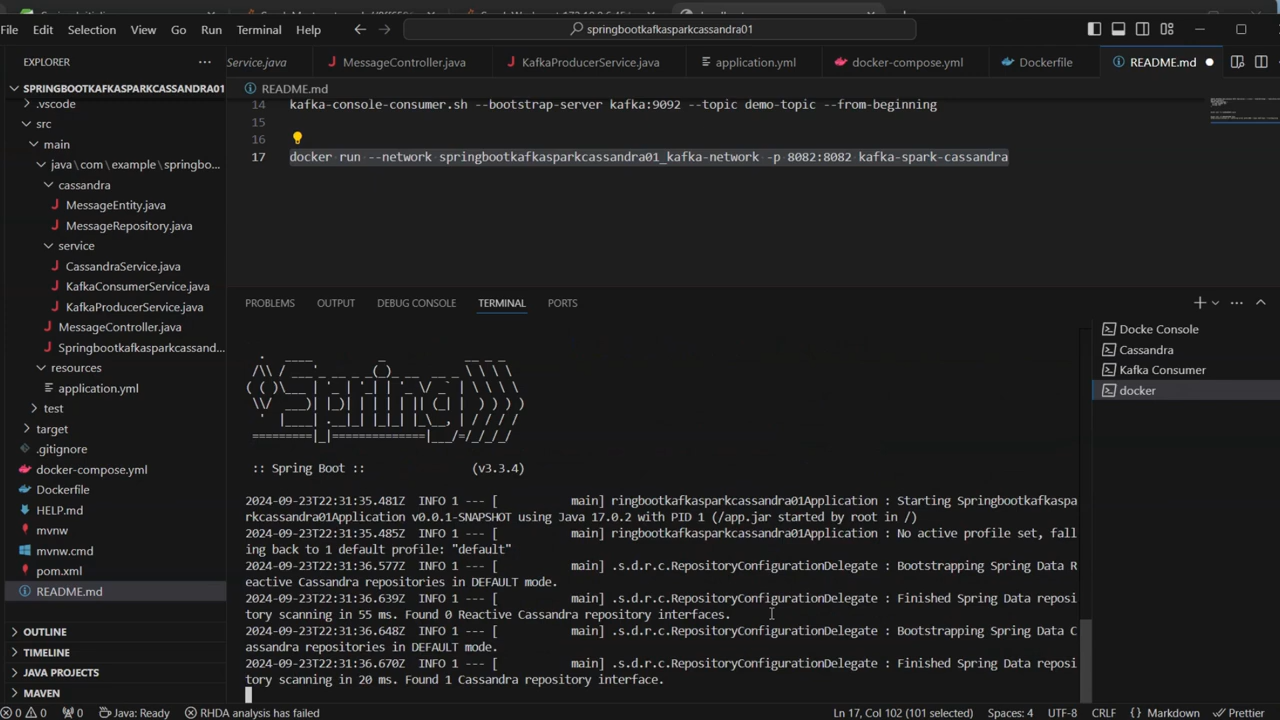 File Edit Selection View Go Run Terminal Help
springbootkafkasparkcassandra01
EXPLORER
Service.java MessageController.java KafkaProducerService.java application.yml docker-compose.yml Dockerfile README.md
SPRINGBOOTKAFKASPARKCASSANDRA01
README.md
.vscode
src
main
java\com\example\springbo...
cassandra
MessageEntity.java
MessageRepository.java
service
CassandraService.java
KafkaConsumerService.java
KafkaProducerService.java
MessageController.java
Springbootkafkasparkcassand...
resources
application.yml
test
target
.gitignore
docker-compose.yml
Dockerfile
HELP.md
mvnw
mvnw.cmd
pom.xml
README.md
OUTLINE
TIMELINE
JAVA PROJECTS
MAVEN
14 kafka-console-consumer.sh --bootstrap-server kafka:9092 --topic demo-topic --from-beginning
15
16
17 docker run --network springbootkafkasparkcassandra01_kafka-network -p 8082:8082 kafka-spark-cassandra
PROBLEMS OUTPUT DEBUG CONSOLE TERMINAL PORTS
Docke Console
Cassandra
Kafka Consumer
docker
:: Spring Boot :: (v3.3.4)
2024-09-23T22:31:35.481Z INFO 1 --- [ main] ringbootkafkasparkcassandra01Application : Starting Springbootkafkaspa
rkcassandra01Application v0.0.1-SNAPSHOT using Java 17.0.2 with PID 1 (/app.jar started by root in /)
2024-09-23T22:31:35.485Z INFO 1 --- [ main] ringbootkafkasparkcassandra01Application : No active profile set, fall
ing back to 1 default profile: "default"
2024-09-23T22:31:36.577Z INFO 1 --- [ main] .s.d.r.c.RepositoryConfigurationDelegate : Bootstrapping Spring Data R
eactive Cassandra repositories in DEFAULT mode.
2024-09-23T22:31:36.639Z INFO 1 --- [ main] .s.d.r.c.RepositoryConfigurationDelegate : Finished Spring Data reposi
tory scanning in 55 ms. Found 0 Reactive Cassandra repository interfaces.
2024-09-23T22:31:36.648Z INFO 1 --- [ main] .s.d.r.c.RepositoryConfigurationDelegate : Bootstrapping Spring Data C
assandra repositories in DEFAULT mode.
2024-09-23T22:31:36.670Z INFO 1 --- [ main] .s.d.r.c.RepositoryConfigurationDelegate : Finished Spring Data reposi
tory scanning in 20 ms. Found 1 Cassandra repository interface.
0 0 0 Java: Ready RHDA analysis has failed Ln 17, Col 102 (101 selected) Spaces: 4 UTF-8 CRLF {} Markdown Prettier